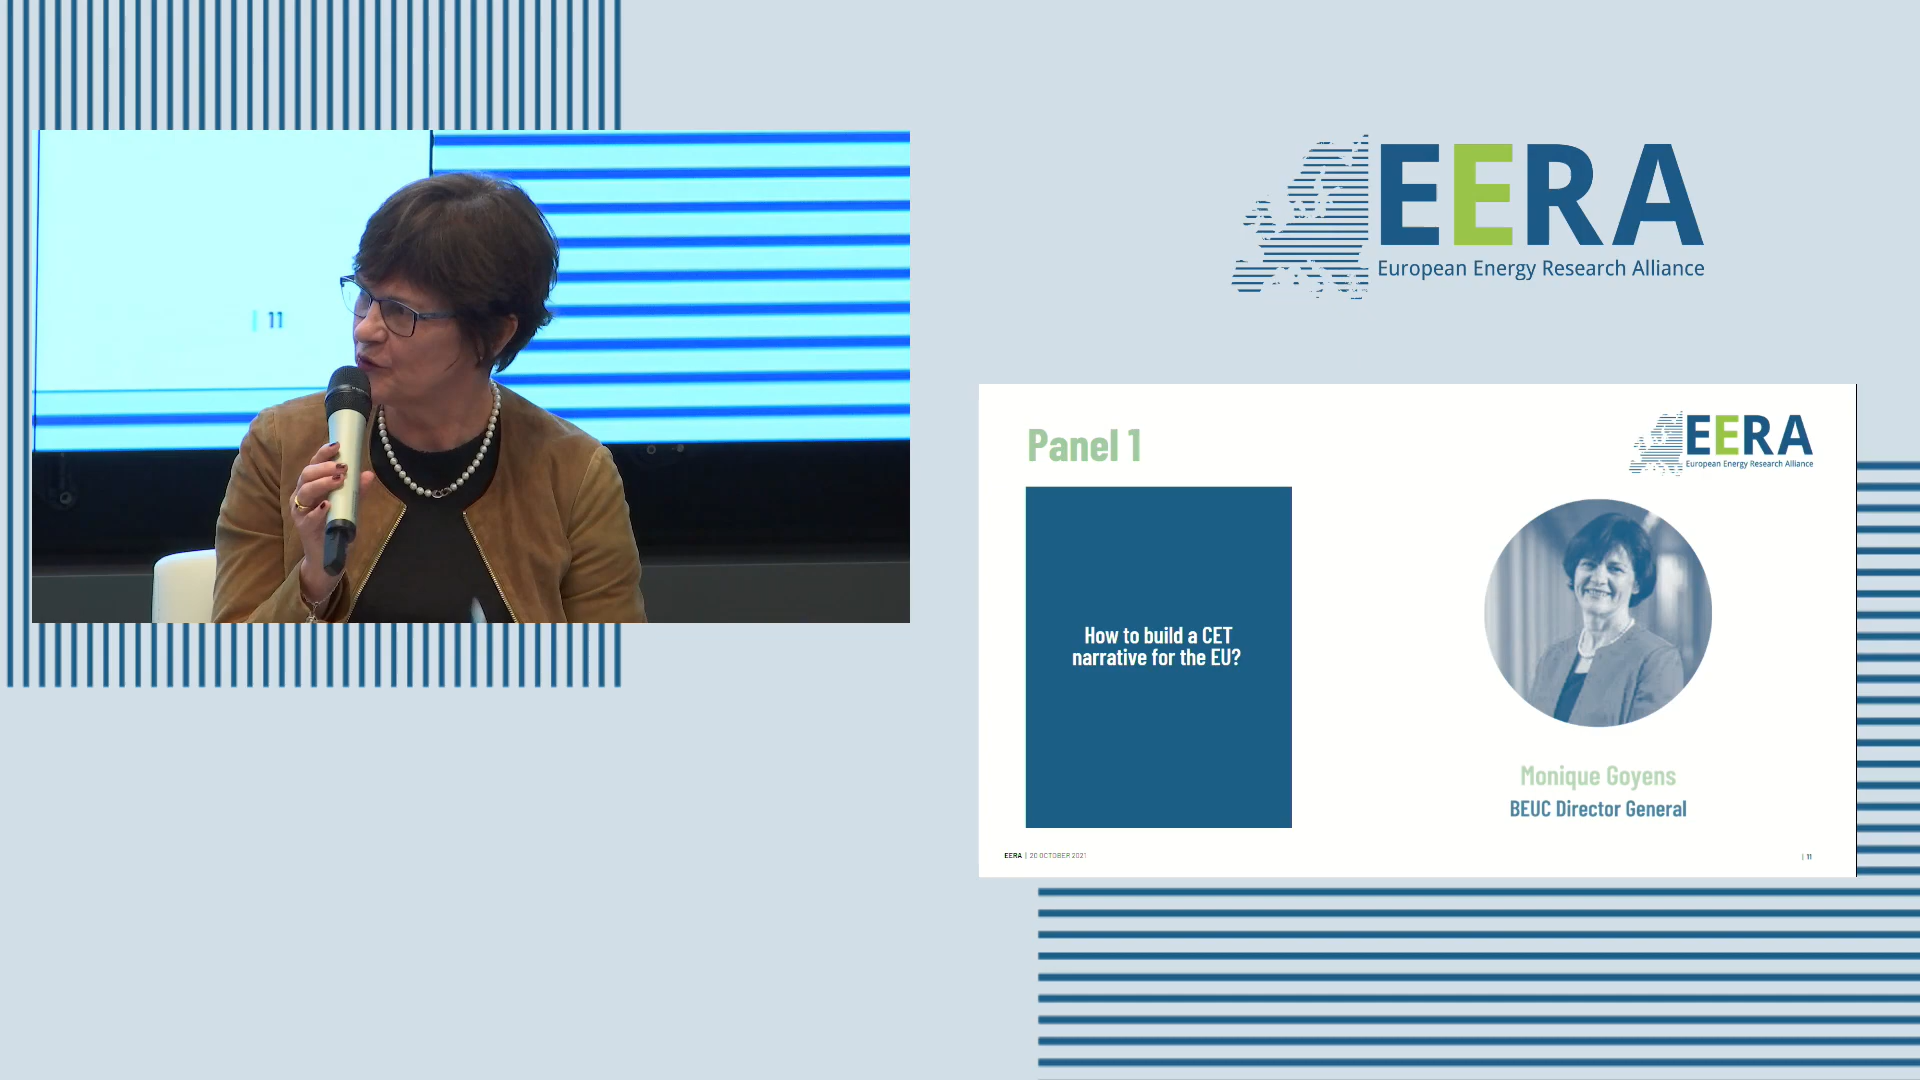 11
EERA
European Energy Research Alliance
Panel 1
EERA
European Energy Research Alliance
How to build a CET
narrative for the EU?
Monique Goyens
BEUC Director General
EERA | 20 OCTOBER 2021
| 11